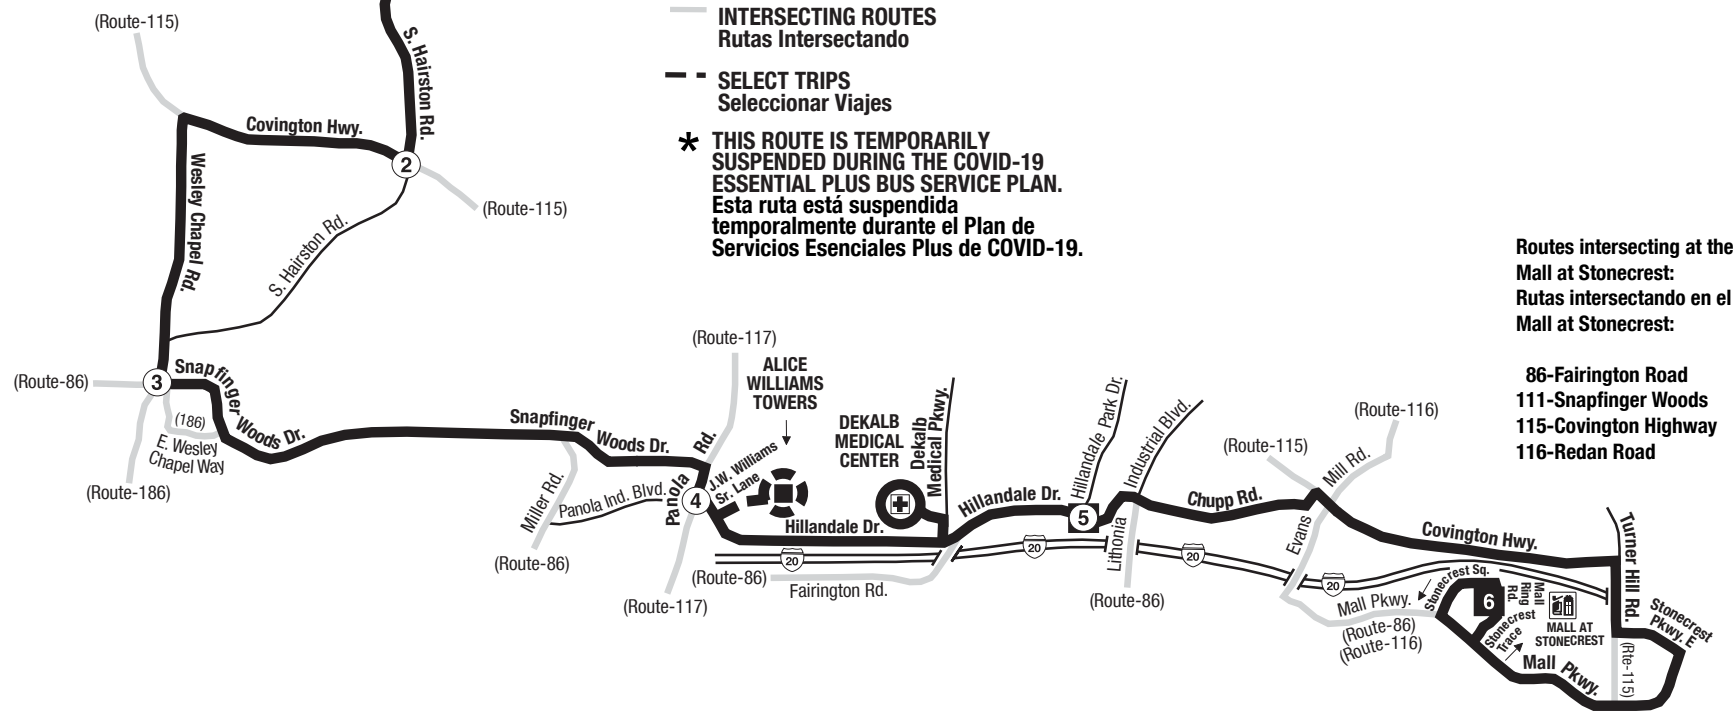 INTERSECTING ROUTES
Rutas Intersectando
SELECT TRIPS
Seleccionar Viajes
* THIS ROUTE IS TEMPORARILY
SUSPENDED DURING THE COVID-19
ESSENTIAL PLUS BUS SERVICE PLAN.
Esta ruta está suspendida
temporalmente durante el Plan de
Servicios Esenciales Plus de COVID-19.
(Route-115)
S. Hairston Rd.
Covington Hwy.
2
(Route-115)
Wesley Chapel Rd.
S. Hairston Rd.
Routes intersecting at the
Mall at Stonecrest:
Rutas intersectando en el
Mall at Stonecrest:
86-Fairington Road
111-Snapfinger Woods
115-Covington Highway
116-Redan Road
(Route-86)
3
Snapfinger Woods Dr.
(186)
E. Wesley
Chapel Way
(Route-186)
Snapfinger
Woods Dr.
Miller Rd.
Panola Ind. Blvd.
(Route-86)
(Route-117)
Panola Rd.
4
(Route-117)
ALICE
WILLIAMS
TOWERS
J.W. Williams
Sr. Lane
DEKALB
MEDICAL
CENTER
Dekalb
Medical Pkwy.
Hillandale Dr.
20
(Route-86)
Fairington Rd.
Hillandale Dr.
20
Hillandale Park Dr.
5
Lithonia
Industrial Blvd.
(Route-86)
20
Chupp Rd.
(Route-115)
(Route-116)
Evans
Mill Rd.
20
Covington Hwy.
Turner Hill Rd.
Mall Pkwy.
(Route-86)
(Route-116)
Stonecrest Sq.
6
Mall
Ring
Rd.
Stonecrest
Trace
MALL AT
STONECREST
Mall Pkwy.
(Rte-115)
Stonecrest
Pkwy. E